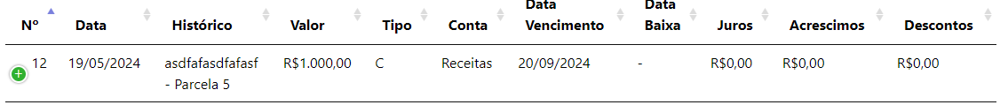 Nº Data Histórico Valor Tipo Conta Data Vencimento Data Baixa Juros Acrescimos Descontos
12 19/05/2024 asdfafasdfafasf R$1.000,00 C Receitas 20/09/2024 - R$0,00 R$0,00 R$0,00
- Parcela 5